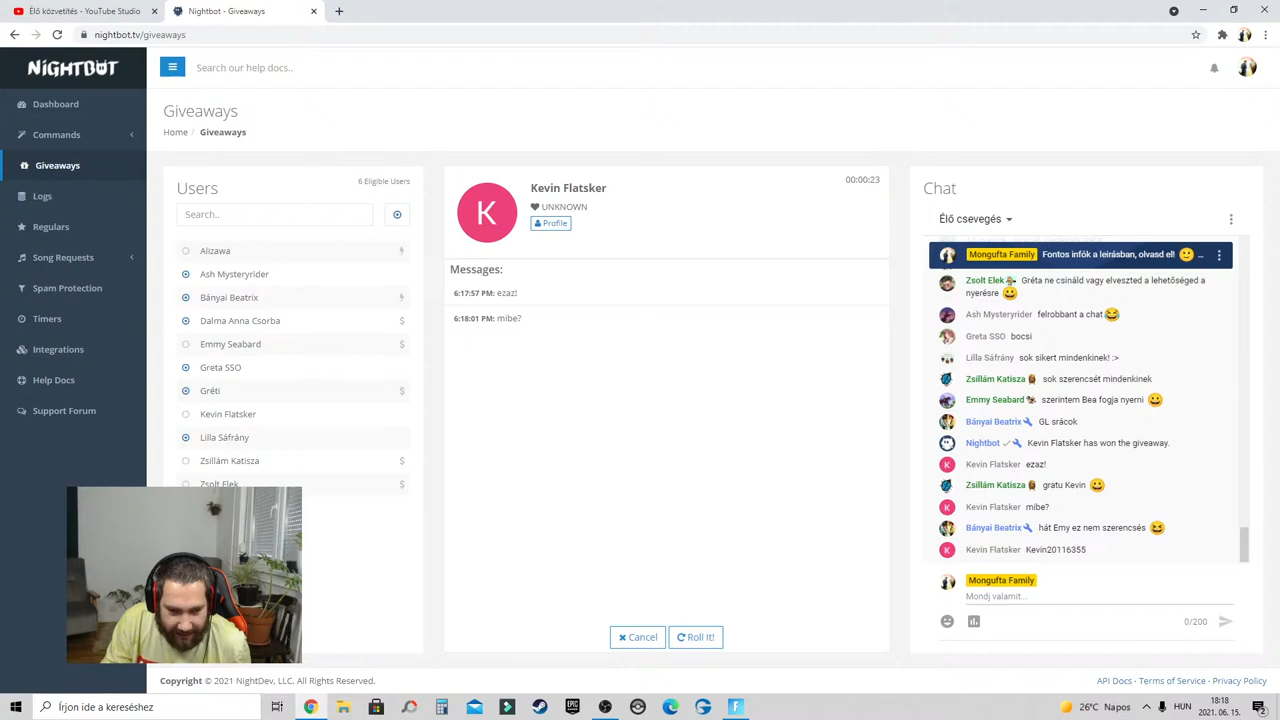 Élő közvetítés - YouTube Studio
Nightbot - Giveaways
nightbot.tv/giveaways
NIGHTBOT
Search our help docs..
Dashboard
Commands
Giveaways
Logs
Regulars
Song Requests
Spam Protection
Timers
Integrations
Help Docs
Support Forum
Giveaways
Home / Giveaways
Users
6 Eligible Users
Search..
Alizawa
Ash Mysteryrider
Bányai Beatrix
Dalma Anna Csorba $
Emmy Seabard $
Greta SSO
Gréti $
Kevin Flatsker
Lilla Sáfrány
Zsillám Katisza $
Zsolt Elek $
K
Kevin Flatsker
00:00:23
UNKNOWN
Profile
Messages:
6:17:57 PM: ezaz!
6:18:01 PM: mibe?
Cancel
Roll It!
Chat
Élő csevegés
Mongufta Family Fontos infók a leírásban, olvasd el! ...
Zsolt Elek Gréta ne csináld vagy elveszted a lehetőséged a
nyerésre
Ash Mysteryrider felrobbant a chat
Greta SSO bocsi
Lilla Sáfrány sok sikert mindenkinek! :>
Zsillám Katisza sok szerencsét mindenkinek
Emmy Seabard szerintem Bea fogja nyerni
Bányai Beatrix GL srácok
Nightbot Kevin Flatsker has won the giveaway.
K Kevin Flatsker ezaz!
Zsillám Katisza gratu Kevin
K Kevin Flatsker mibe?
Bányai Beatrix hát Emy ez nem szerencsés
K Kevin Flatsker Kevin20116355
Mongufta Family
Mondj valamit...
0/200
Copyright © 2021 NightDev, LLC. All Rights Reserved.
API Docs - Terms of Service - Privacy Policy
Írjon ide a kereséshez
EPIC
26°C Napos
HUN
18:18
2021. 06. 15.